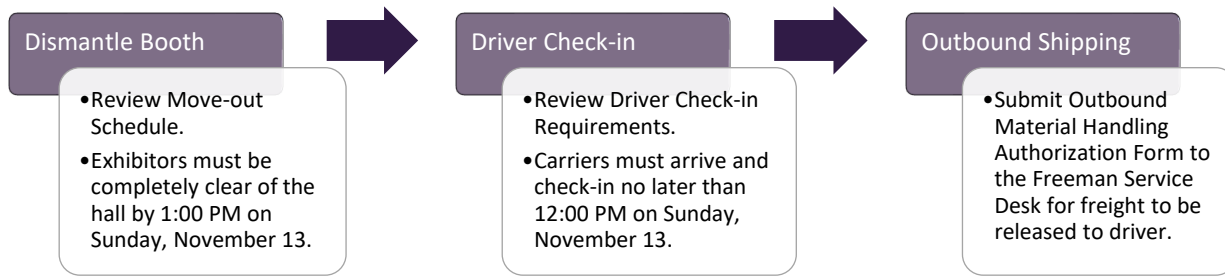 Dismantle Booth
•Review Move-out
Schedule.
•Exhibitors must be
completely clear of the
hall by 1:00 PM on
Sunday, November 13.
Driver Check-in
•Review Driver Check-in
Requirements.
•Carriers must arrive and
check-in no later than
12:00 PM on Sunday,
November 13.
Outbound Shipping
•Submit Outbound
Material Handling
Authorization Form to
the Freeman Service
Desk for freight to be
released to driver.